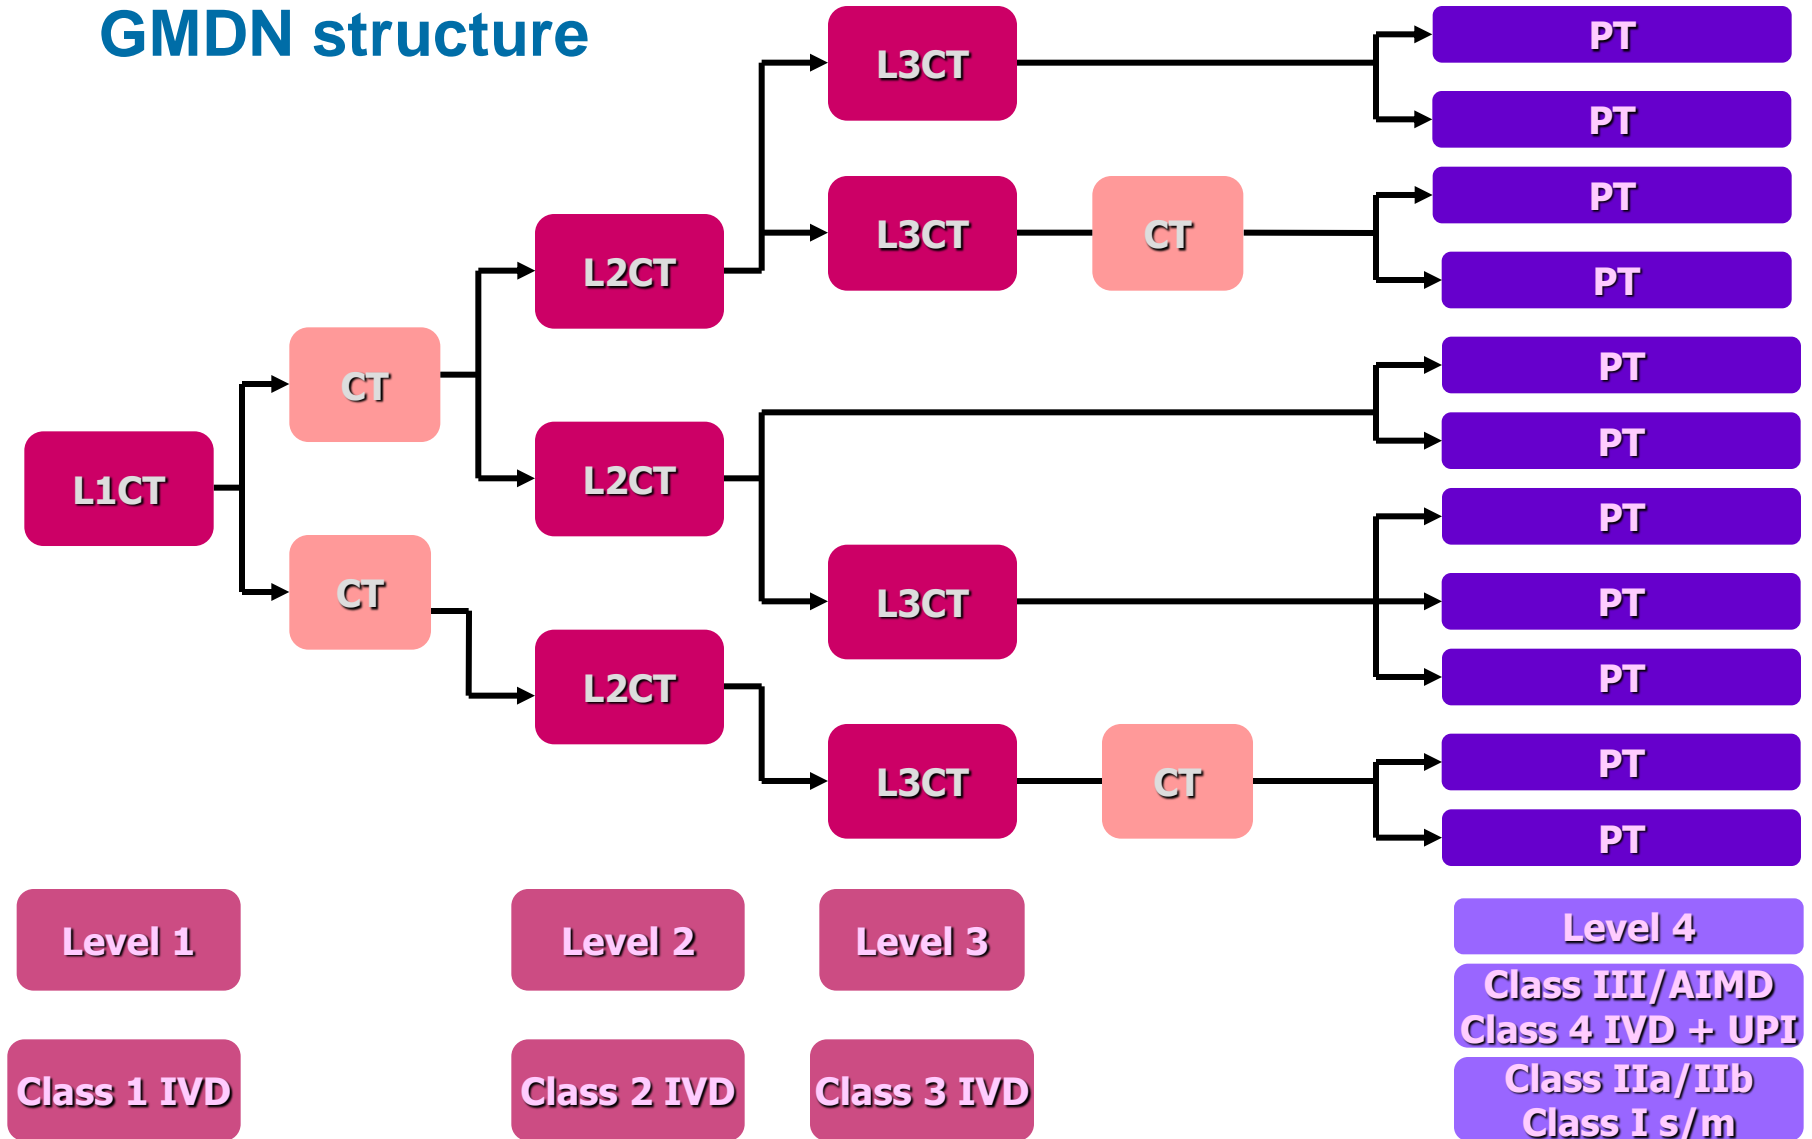 GMDN structure
L3CT
PT
PT
L3CT
CT
PT
PT
L2CT
CT
PT
L2CT
PT
L1CT
PT
CT
L3CT
PT
L2CT
PT
L3CT
CT
PT
PT
Level 1
Level 2
Level 3
Level 4
Class III/AIMD
Class 4 IVD + UPI
Class 1 IVD
Class 2 IVD
Class 3 IVD
Class IIa/IIb
Class I s/m